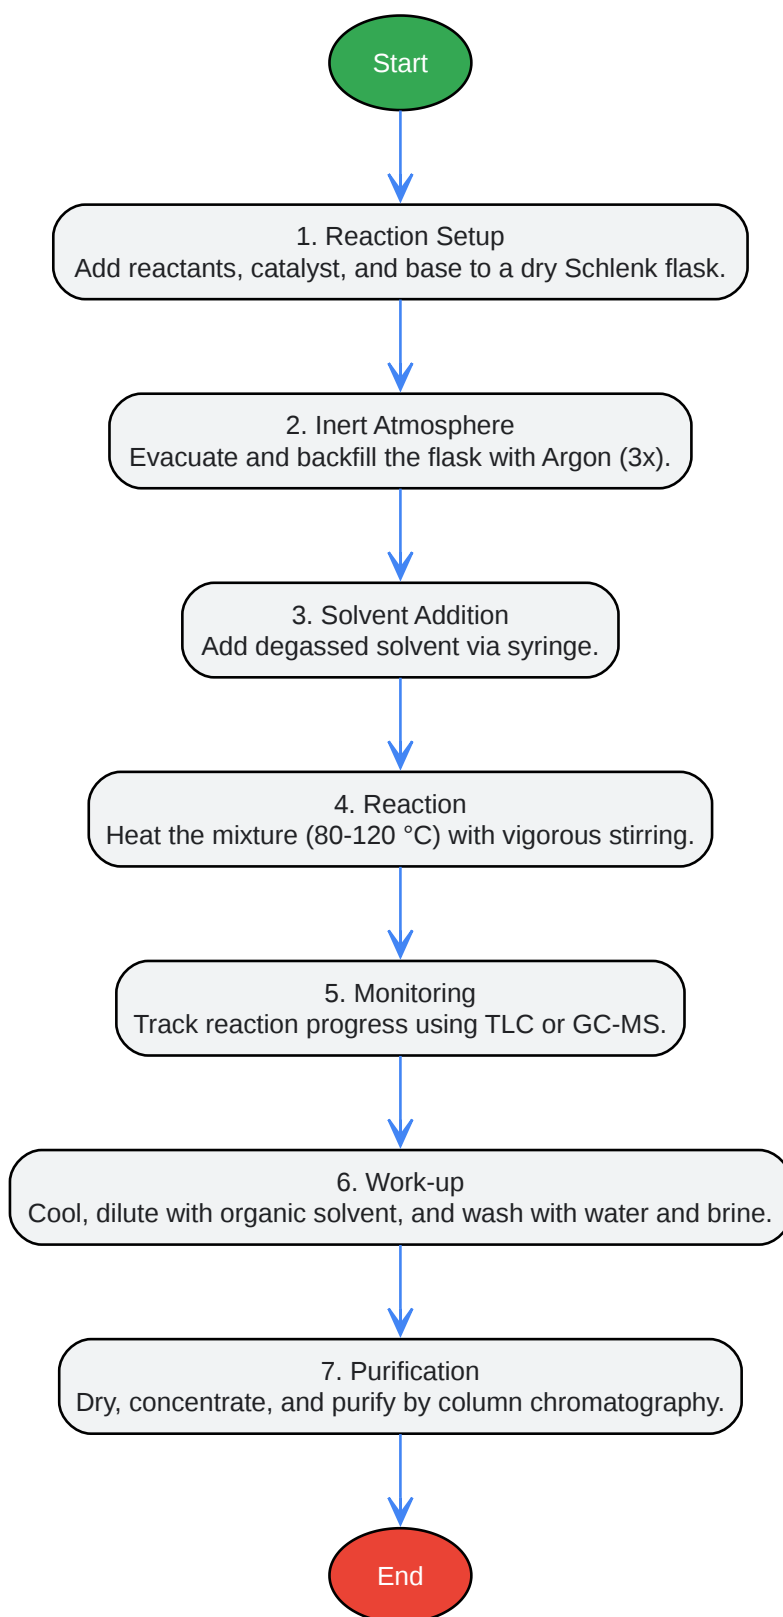 Start
1. Reaction Setup
Add reactants, catalyst, and base to a dry Schlenk flask.
2. Inert Atmosphere
Evacuate and backfill the flask with Argon (3x).
3. Solvent Addition
Add degassed solvent via syringe.
4. Reaction
Heat the mixture (80-120 °C) with vigorous stirring.
5. Monitoring
Track reaction progress using TLC or GC-MS.
6. Work-up
Cool, dilute with organic solvent, and wash with water and brine.
7. Purification
Dry, concentrate, and purify by column chromatography.
End